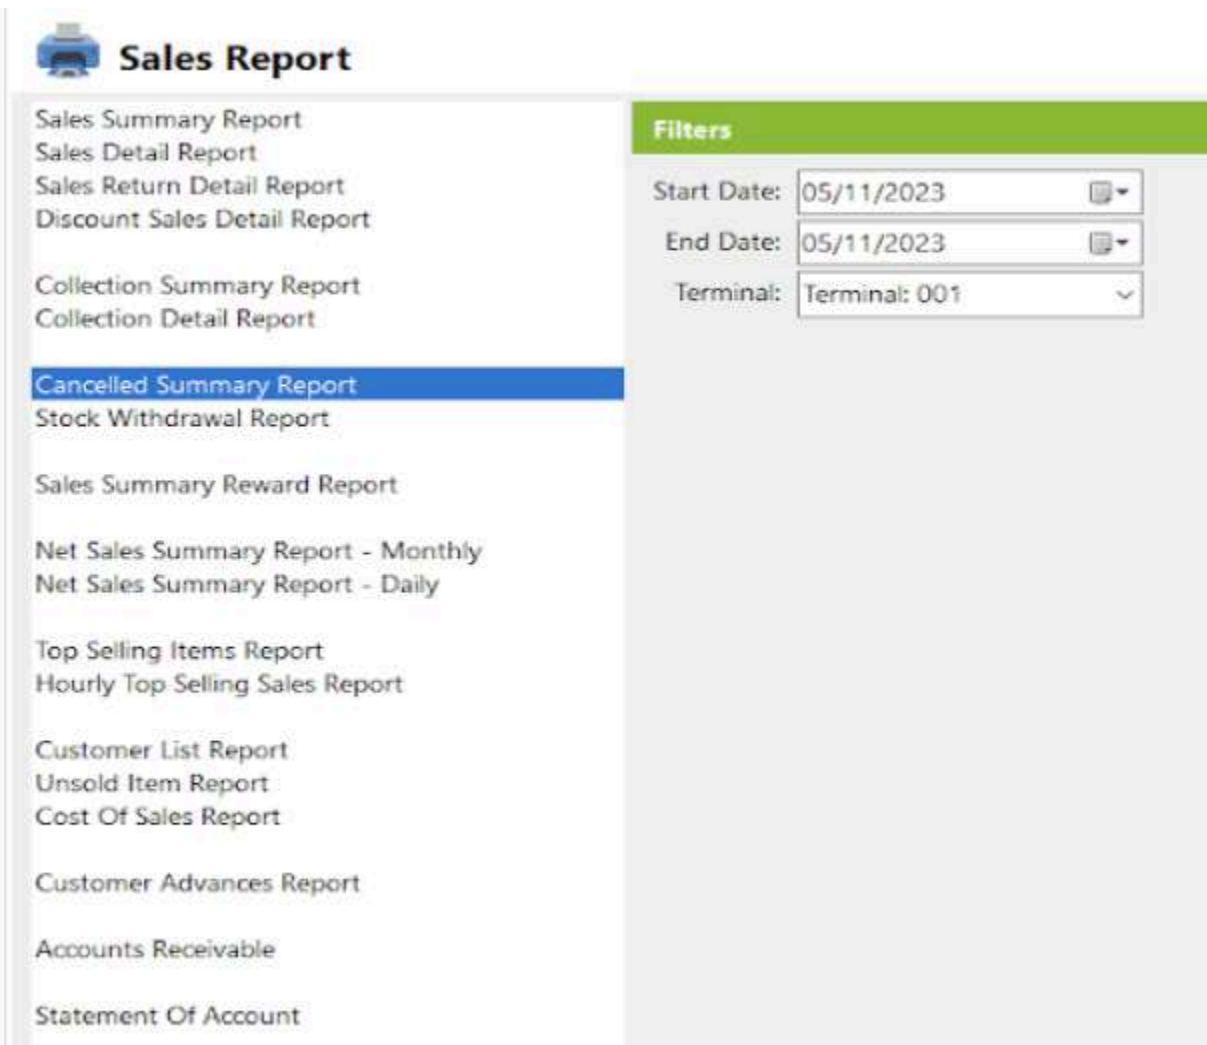 Sales Report
Sales Summary Report
Sales Detail Report
Sales Return Detail Report
Discount Sales Detail Report
Collection Summary Report
Collection Detail Report
Cancelled Summary Report
Stock Withdrawal Report
Sales Summary Reward Report
Net Sales Summary Report - Monthly
Net Sales Summary Report - Daily
Top Selling Items Report
Hourly Top Selling Sales Report
Customer List Report
Unsold Item Report
Cost Of Sales Report
Customer Advances Report
Accounts Receivable
Statement Of Account
Filters
Start Date: 05/11/2023
End Date: 05/11/2023
Terminal: Terminal: 001